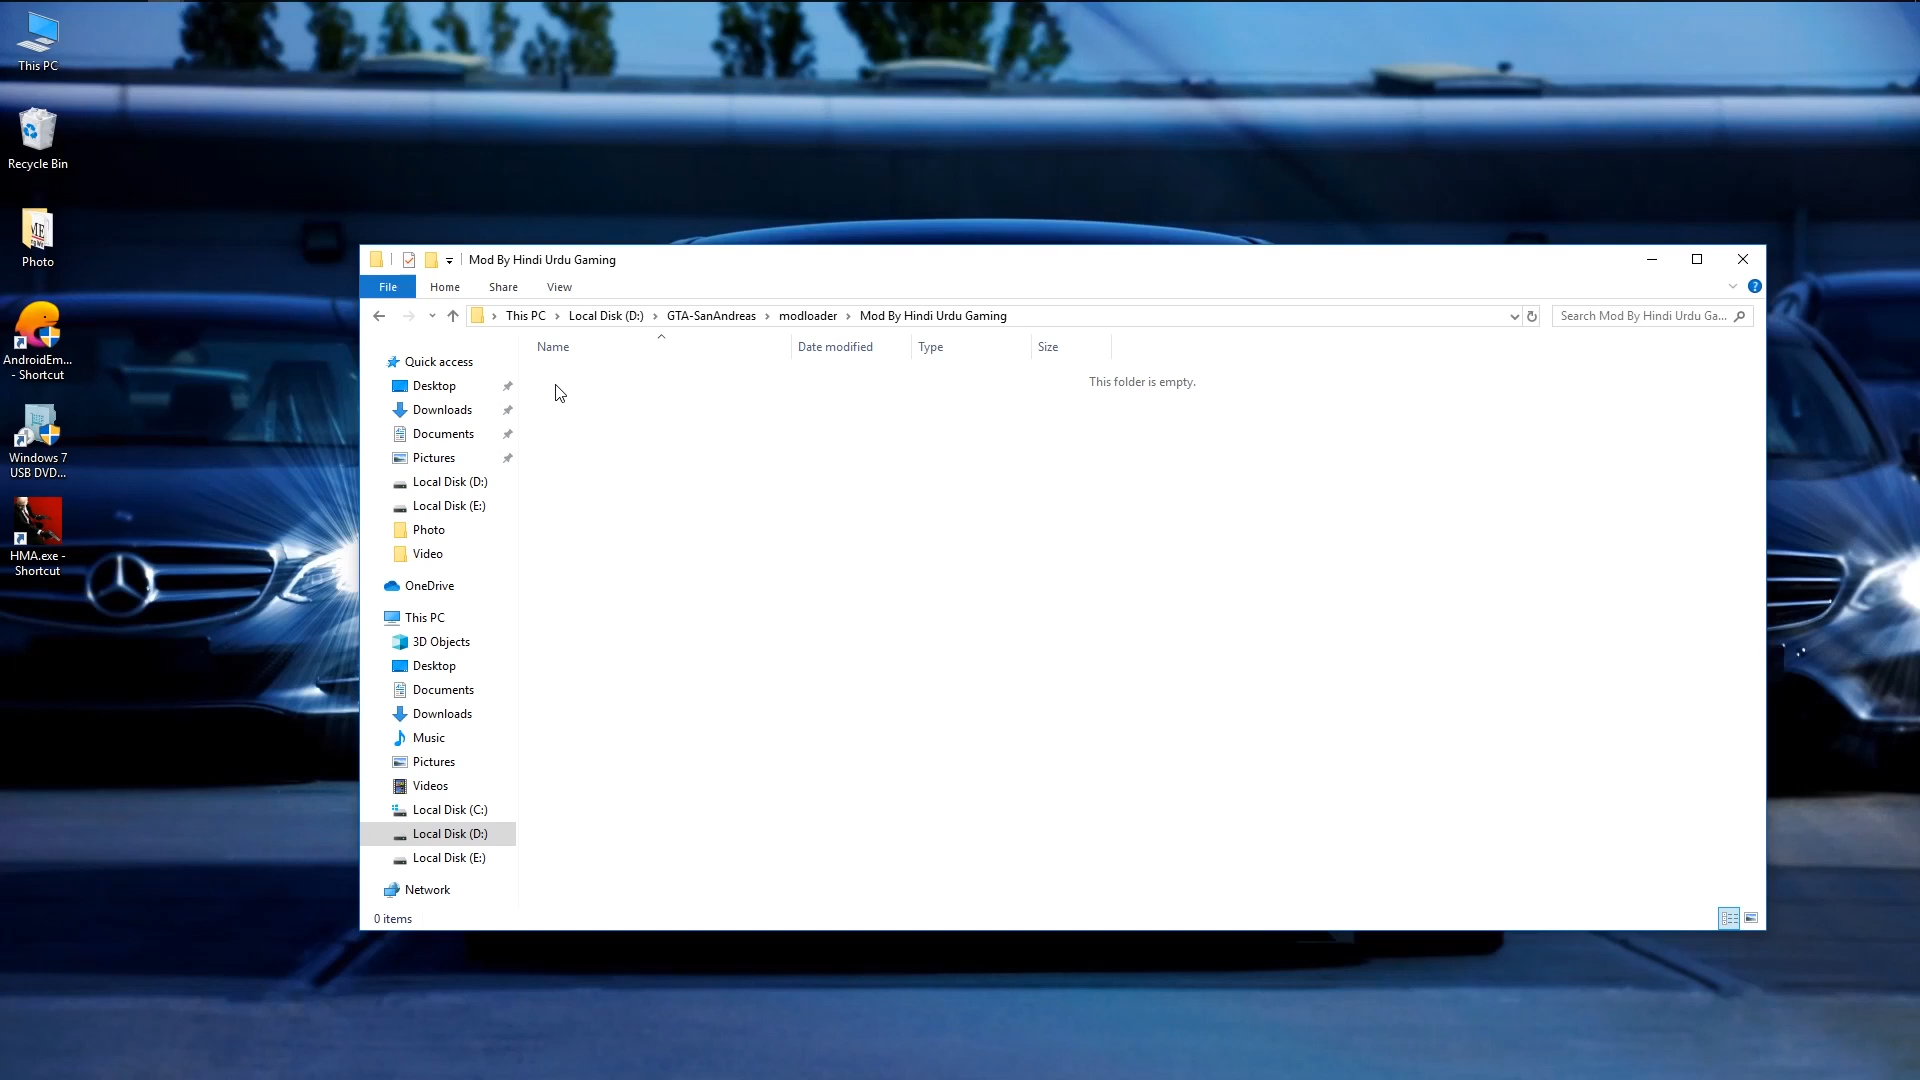 This PC
Recycle Bin
Photo
AndroidEm...
- Shortcut
Windows 7
USB DVD...
HMA.exe -
Shortcut
Mod By Hindi Urdu Gaming
File Home Share View
This PC Local Disk (D:) GTA-SanAndreas modloader Mod By Hindi Urdu Gaming
Search Mod By Hindi Urdu Ga...
Name Date modified Type Size
This folder is empty.
Quick access
Desktop
Downloads
Documents
Pictures
Local Disk (D:)
Local Disk (E:)
Photo
Video
OneDrive
This PC
3D Objects
Desktop
Documents
Downloads
Music
Pictures
Videos
Local Disk (C:)
Local Disk (D:)
Local Disk (E:)
Network
0 items